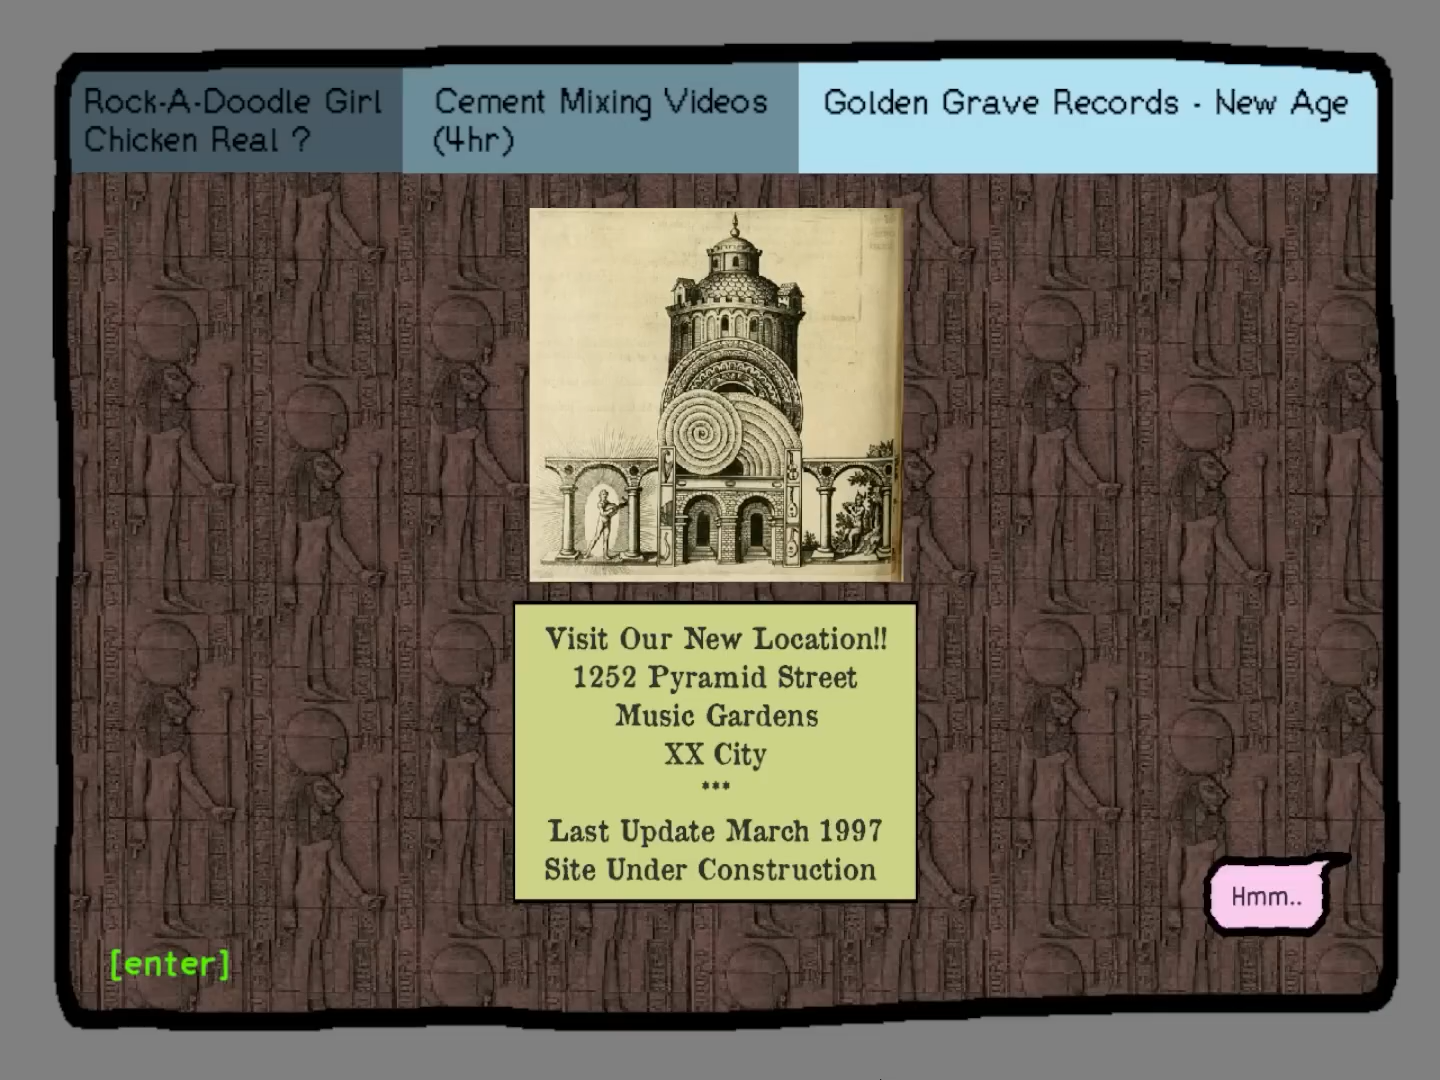 Rock-A-Doodle Girl
Chicken Real ?
Cement Mixing Videos
(4hr)
Golden Grave Records - New Age
Visit Our New Location!!
1252 Pyramid Street
Music Gardens
XX City
***
Last Update March 1997
Site Under Construction
Hmm..
[enter]